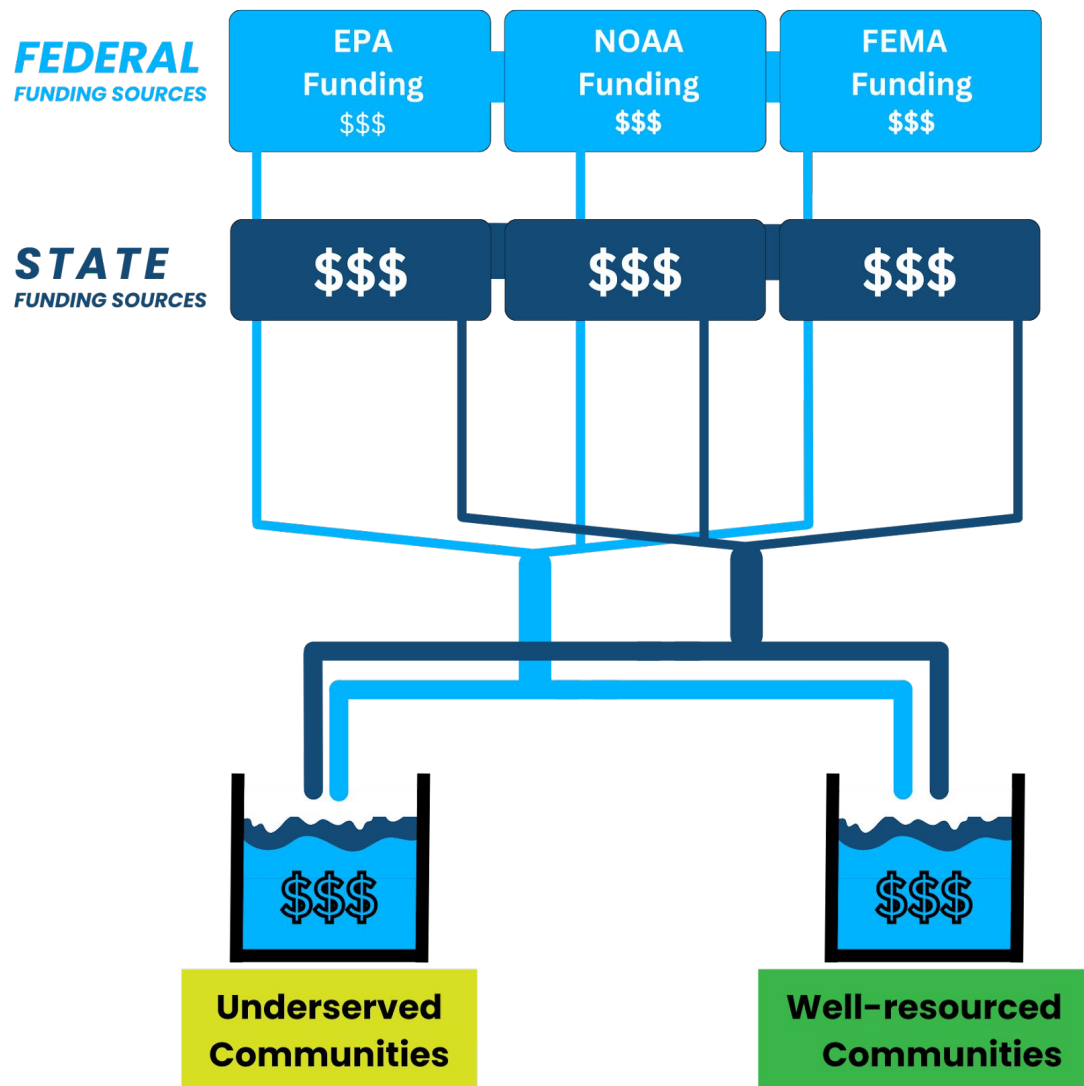 FEDERAL
FUNDING SOURCES
EPA
Funding
$$$
NOAA
Funding
$$$
FEMA
Funding
$$$
STATE
FUNDING SOURCES
$$$
$$$
$$$
$$$
$$$
Underserved
Communities
Well-resourced
Communities